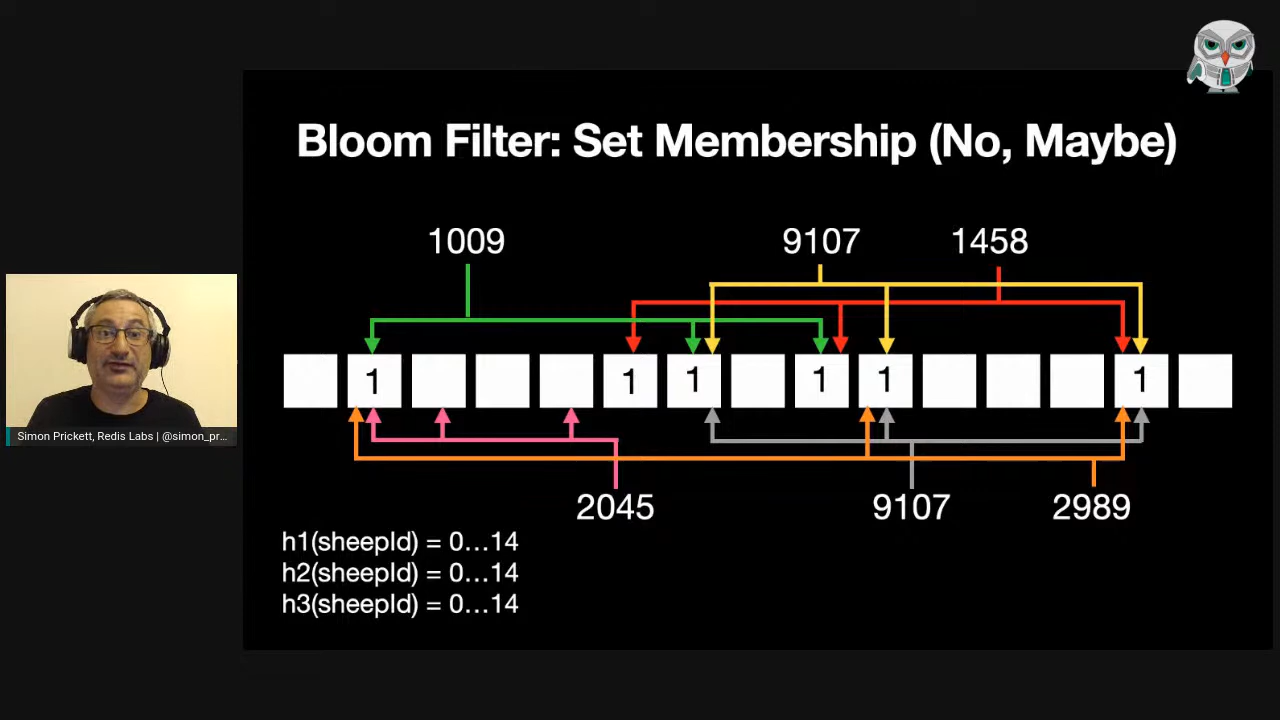 Bloom Filter: Set Membership (No, Maybe)
1009 9107 1458
1 1 1 1 1 1
2045 9107 2989
h1(sheepId) = 0...14
h2(sheepId) = 0...14
h3(sheepId) = 0...14
Simon Prickett, Redis Labs | @simon_pr...